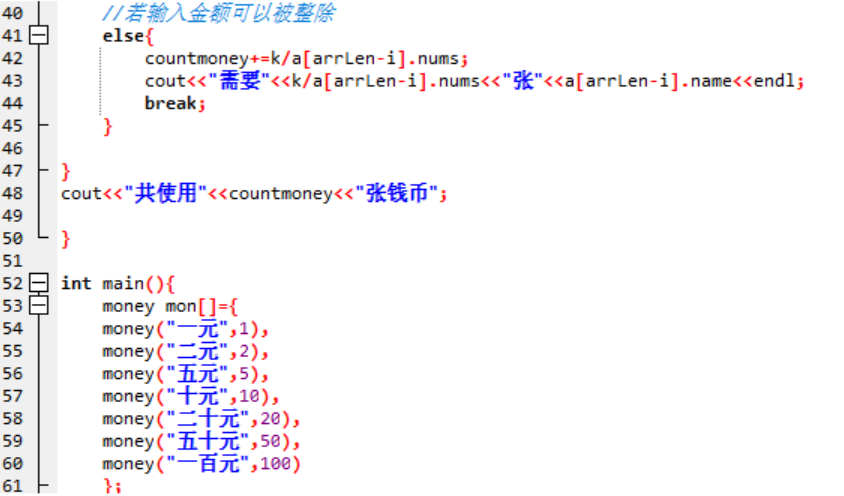 40 //若输入金额可以被整除
41 else{
42 countmoney+=k/a[arrLen-i].nums;
43 cout<<"需要"<<k/a[arrLen-i].nums<<"张"<<a[arrLen-i].name<<endl;
44 break;
45 }
46
47 }
48 cout<<"共使用"<<countmoney<<"张钱币";
49
50 }
51
52 int main(){
53 money mon[]={
54 money("一元",1),
55 money("二元",2),
56 money("五元",5),
57 money("十元",10),
58 money("二十元",20),
59 money("五十元",50),
60 money("一百元",100)
61 };